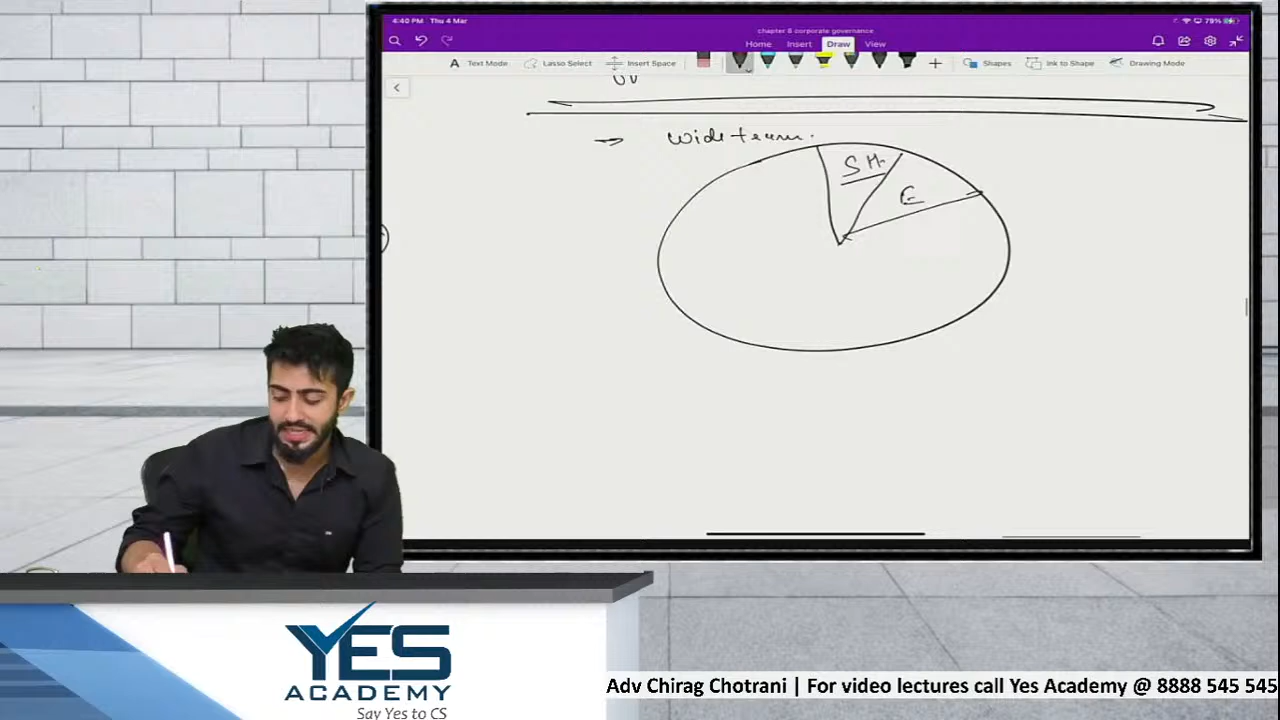 4:40 PM Thu 4 Mar
79%
chapter 8 corporate governance
Home Insert Draw View
Text Mode Lasso Select Insert Space Shapes Ink to Shape Drawing Mode
→ Wide team.
SH
E
YES
ACADEMY
Say Yes to CS
Adv Chirag Chotrani | For video lectures call Yes Academy @ 8888 545 545